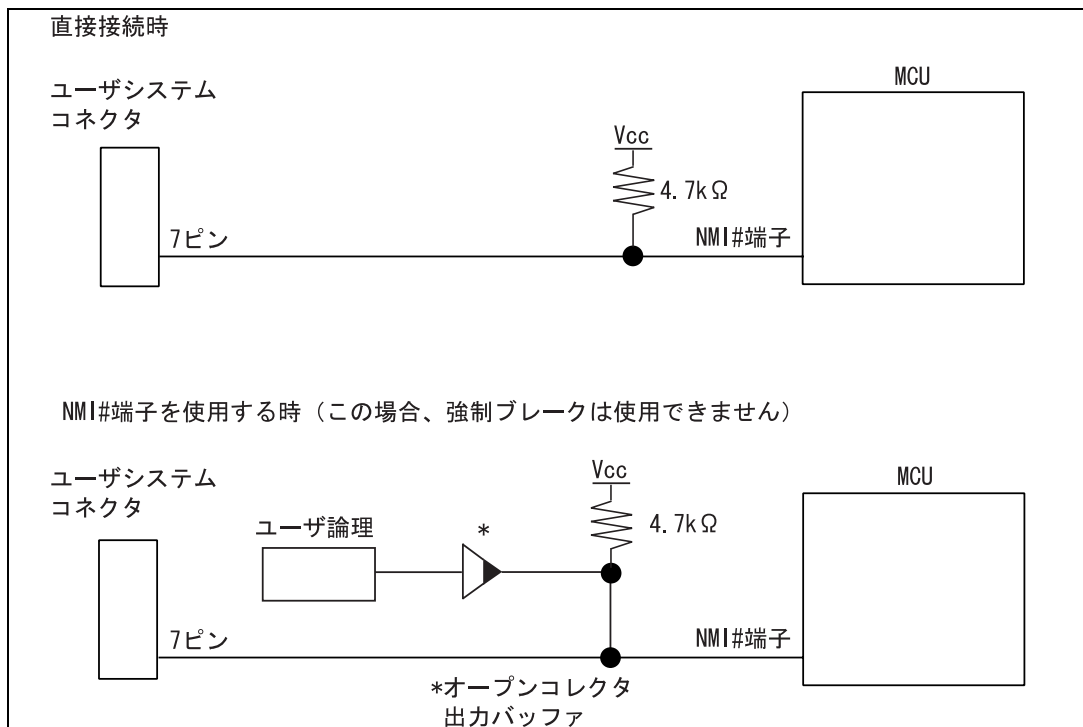 直接接続時
ユーザシステム
コネクタ
MCU
Vcc
4.7kΩ
7ピン
NMI#端子
NMI#端子を使用する時（この場合、強制ブレークは使用できません）
ユーザシステム
コネクタ
MCU
Vcc
ユーザ論理
*
4.7kΩ
7ピン
NMI#端子
*オープンコレクタ
出力バッファ